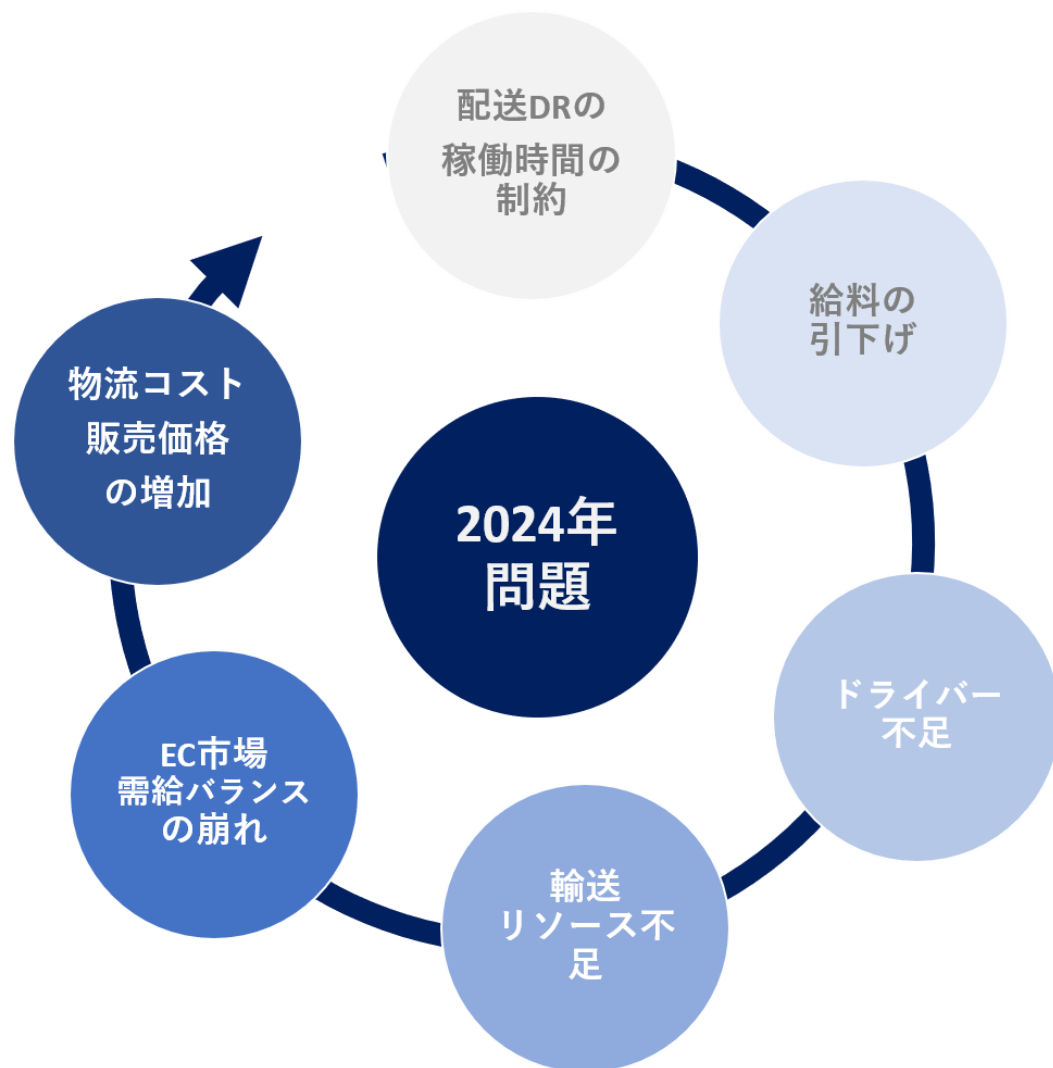 配送DRの
稼働時間の
制約
給料の
引下げ
ドライバー
不足
輸送
リソース不
足
EC市場
需給バランス
の崩れ
物流コスト
販売価格
の増加
2024年
問題